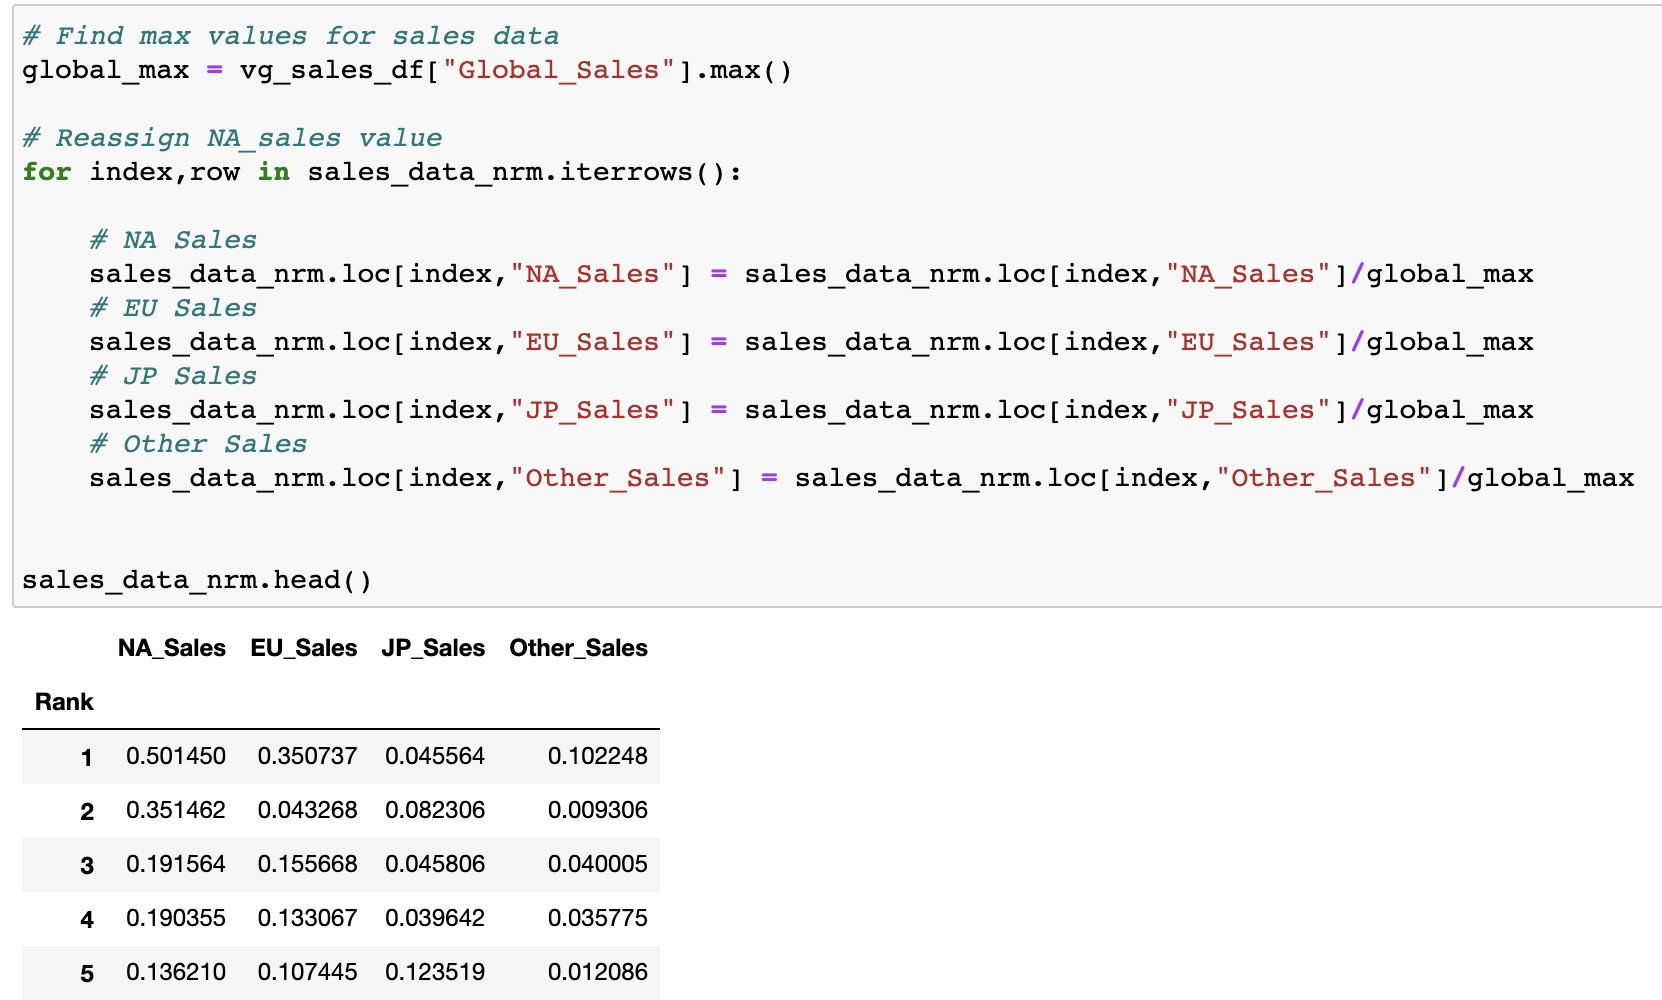 # Find max values for sales data
global_max = vg_sales_df["Global_Sales"].max()
# Reassign NA_sales value
for index,row in sales_data_nrm.iterrows():
# NA Sales
sales_data_nrm.loc[index,"NA_Sales"] = sales_data_nrm.loc[index,"NA_Sales"]/global_max
# EU Sales
sales_data_nrm.loc[index,"EU_Sales"] = sales_data_nrm.loc[index,"EU_Sales"]/global_max
# JP Sales
sales_data_nrm.loc[index,"JP_Sales"] = sales_data_nrm.loc[index,"JP_Sales"]/global_max
# Other Sales
sales_data_nrm.loc[index,"Other_Sales"] = sales_data_nrm.loc[index,"Other_Sales"]/global_max
sales_data_nrm.head()
NA_Sales EU_Sales JP_Sales Other_Sales
Rank
1 0.501450 0.350737 0.045564 0.102248
2 0.351462 0.043268 0.082306 0.009306
3 0.191564 0.155668 0.045806 0.040005
4 0.190355 0.133067 0.039642 0.035775
5 0.136210 0.107445 0.123519 0.012086